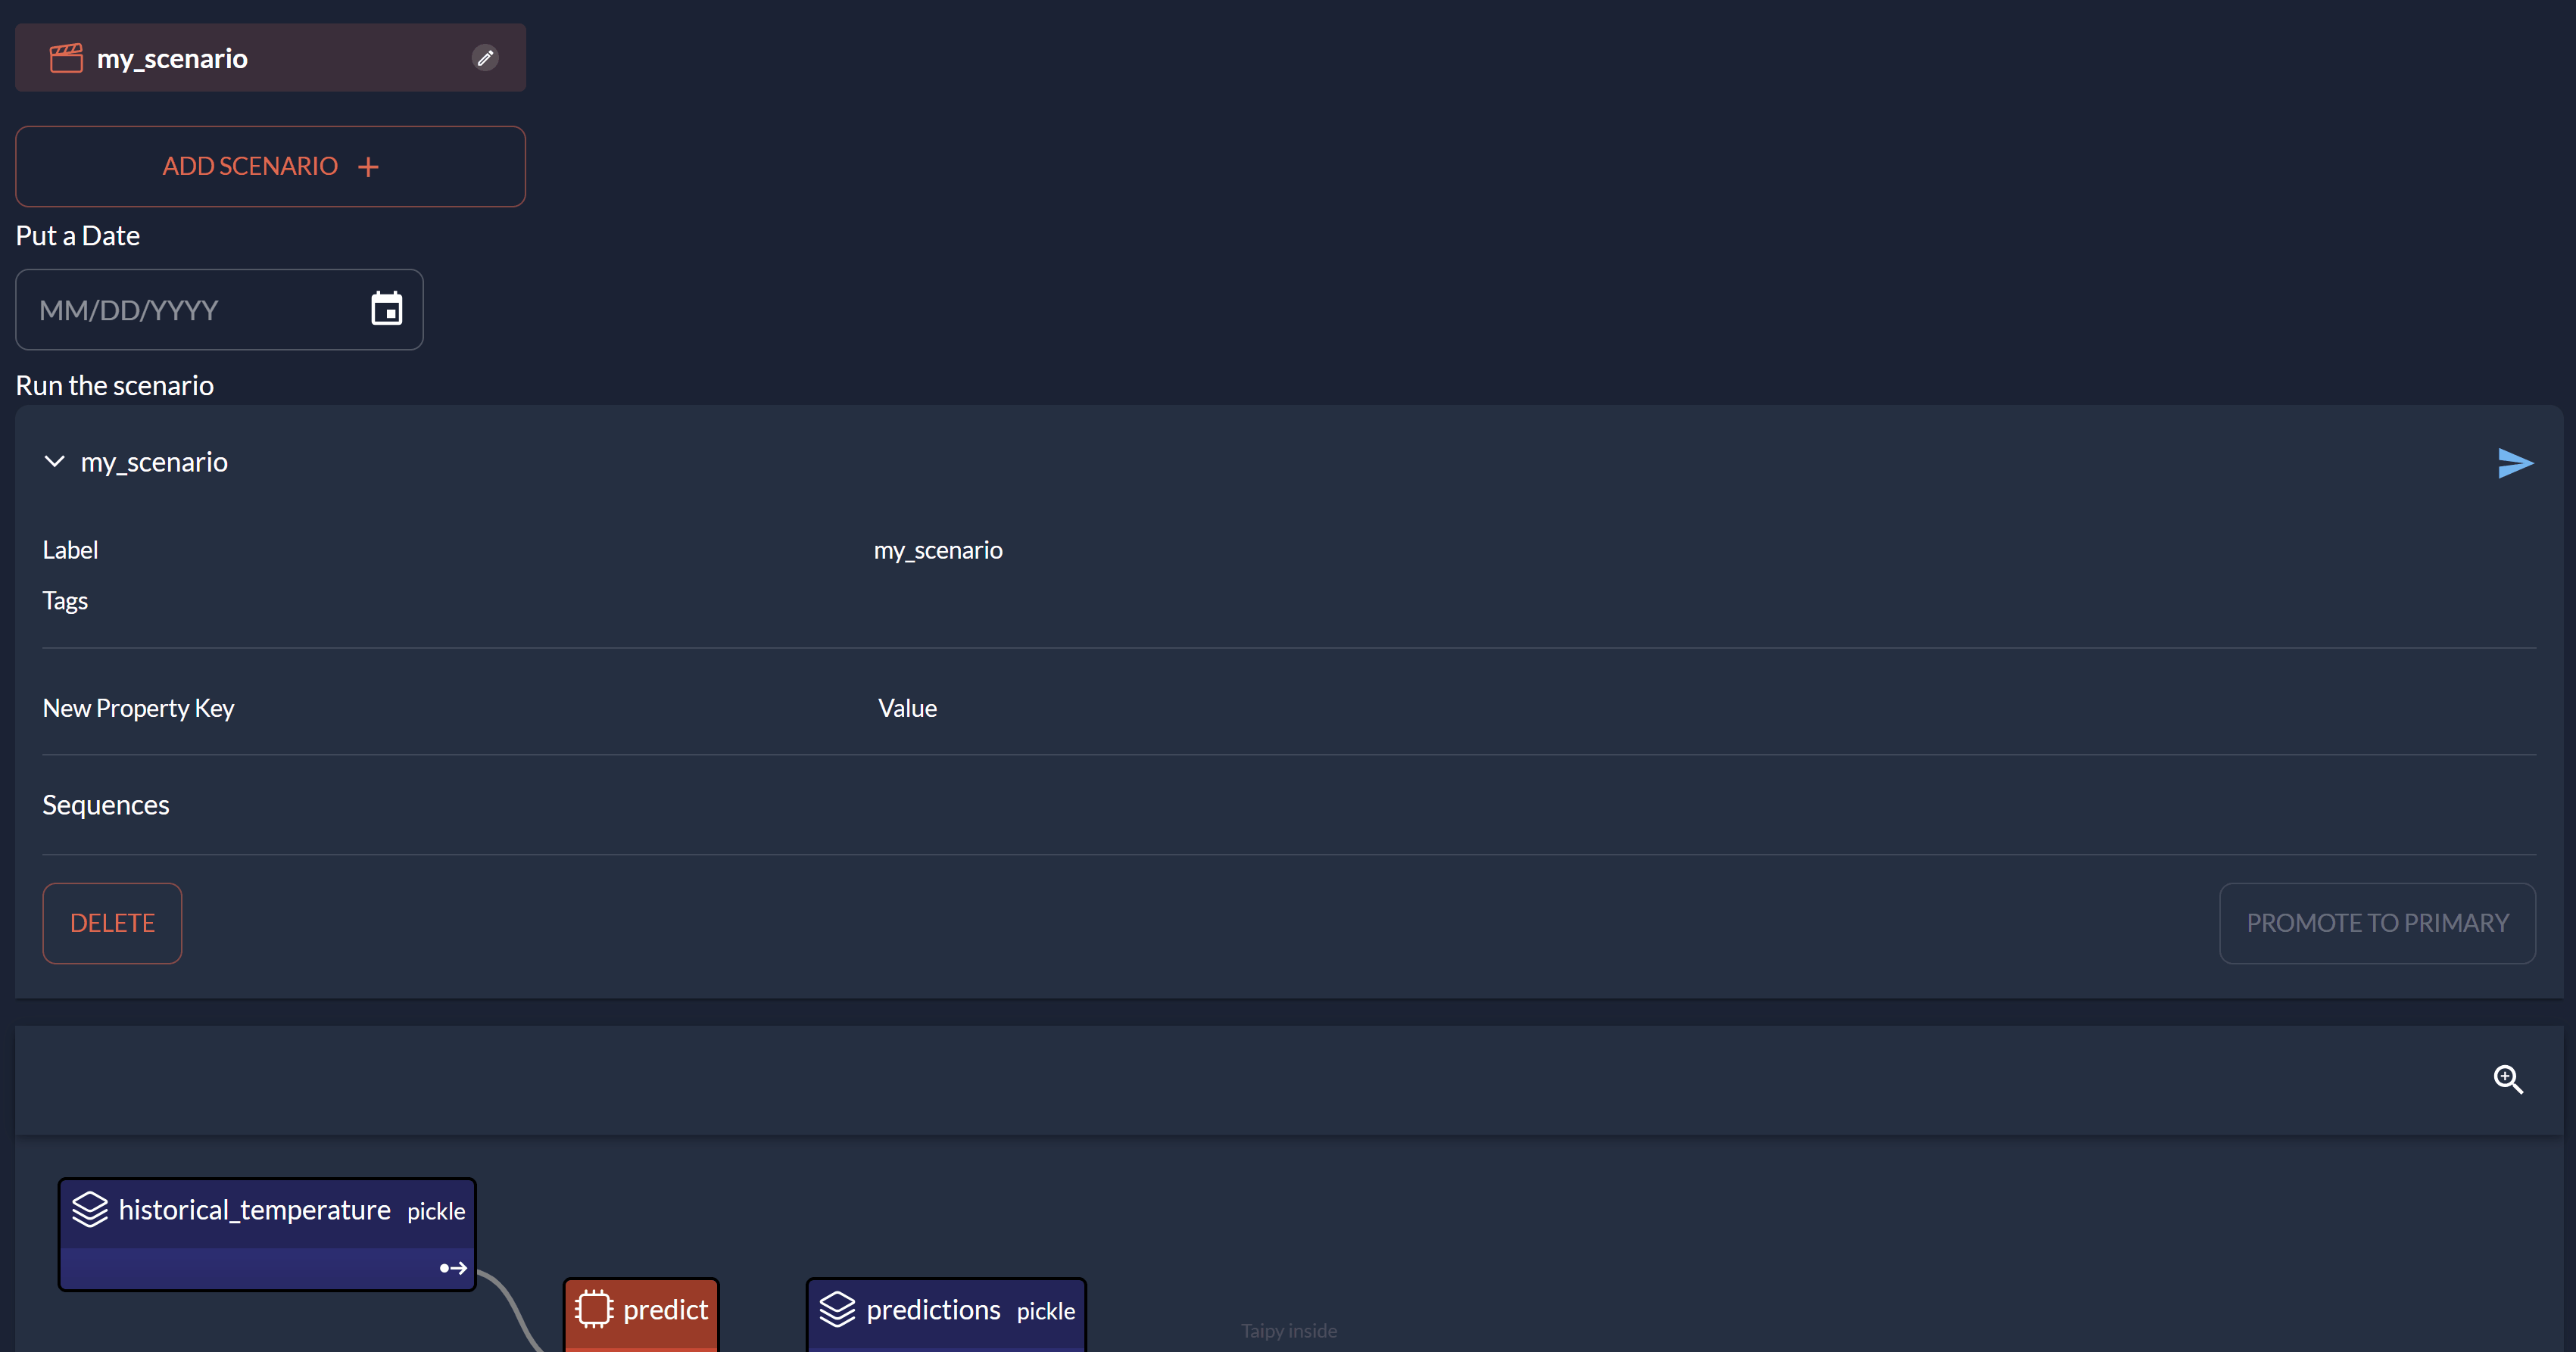 my_scenario
ADD SCENARIO
Put a Date
MM/DD/YYYY
Run the scenario
my_scenario
Label my_scenario
Tags
New Property Key Value
Sequences
DELETE PROMOTE TO PRIMARY
historical_temperature pickle
predict predictions pickle
Taipy inside